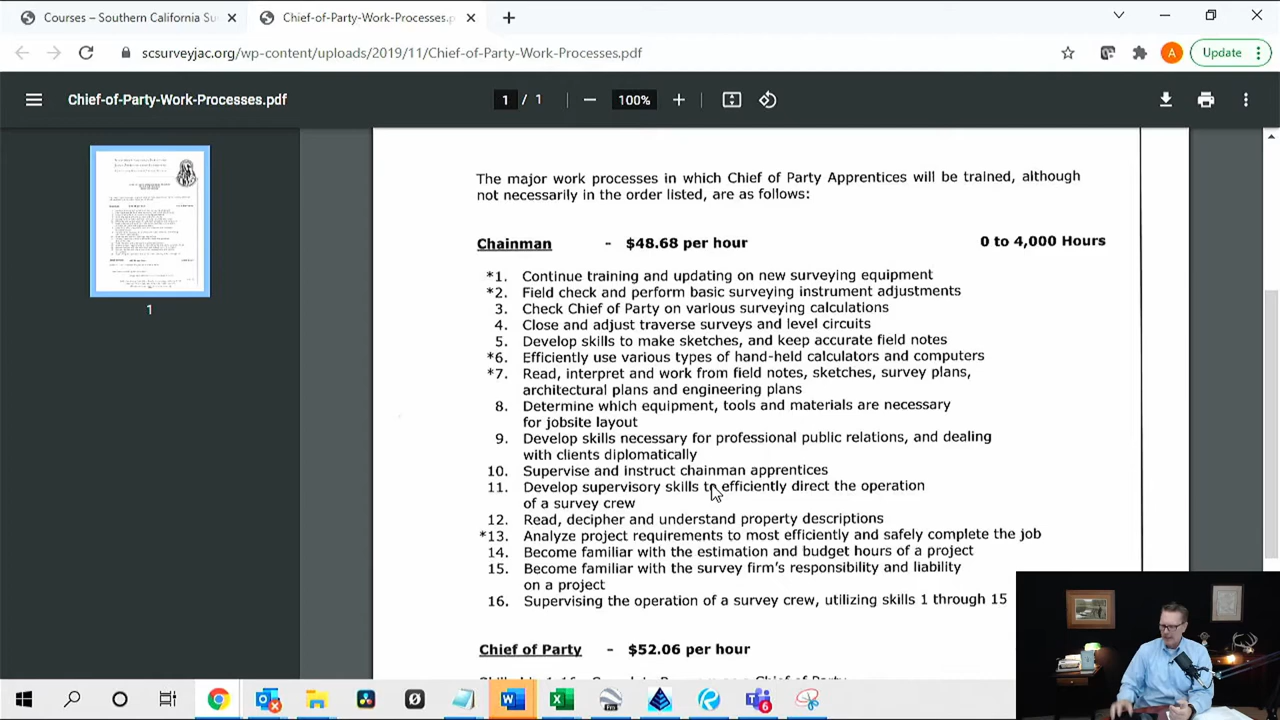 Courses – Southern California Su
Chief-of-Party-Work-Processes.p
scsurveyjac.org/wp-content/uploads/2019/11/Chief-of-Party-Work-Processes.pdf
A
Update
Chief-of-Party-Work-Processes.pdf
1 / 1
100%
1
The major work processes in which Chief of Party Apprentices will be trained, although
not necessarily in the order listed, are as follows:
Chainman - $48.68 per hour 0 to 4,000 Hours
*1. Continue training and updating on new surveying equipment
*2. Field check and perform basic surveying instrument adjustments
3. Check Chief of Party on various surveying calculations
4. Close and adjust traverse surveys and level circuits
5. Develop skills to make sketches, and keep accurate field notes
*6. Efficiently use various types of hand-held calculators and computers
*7. Read, interpret and work from field notes, sketches, survey plans,
architectural plans and engineering plans
8. Determine which equipment, tools and materials are necessary
for jobsite layout
9. Develop skills necessary for professional public relations, and dealing
with clients diplomatically
10. Supervise and instruct chainman apprentices
11. Develop supervisory skills to efficiently direct the operation
of a survey crew
12. Read, decipher and understand property descriptions
*13. Analyze project requirements to most efficiently and safely complete the job
14. Become familiar with the estimation and budget hours of a project
15. Become familiar with the survey firm's responsibility and liability
on a project
16. Supervising the operation of a survey crew, utilizing skills 1 through 15
Chief of Party - $52.06 per hour
6